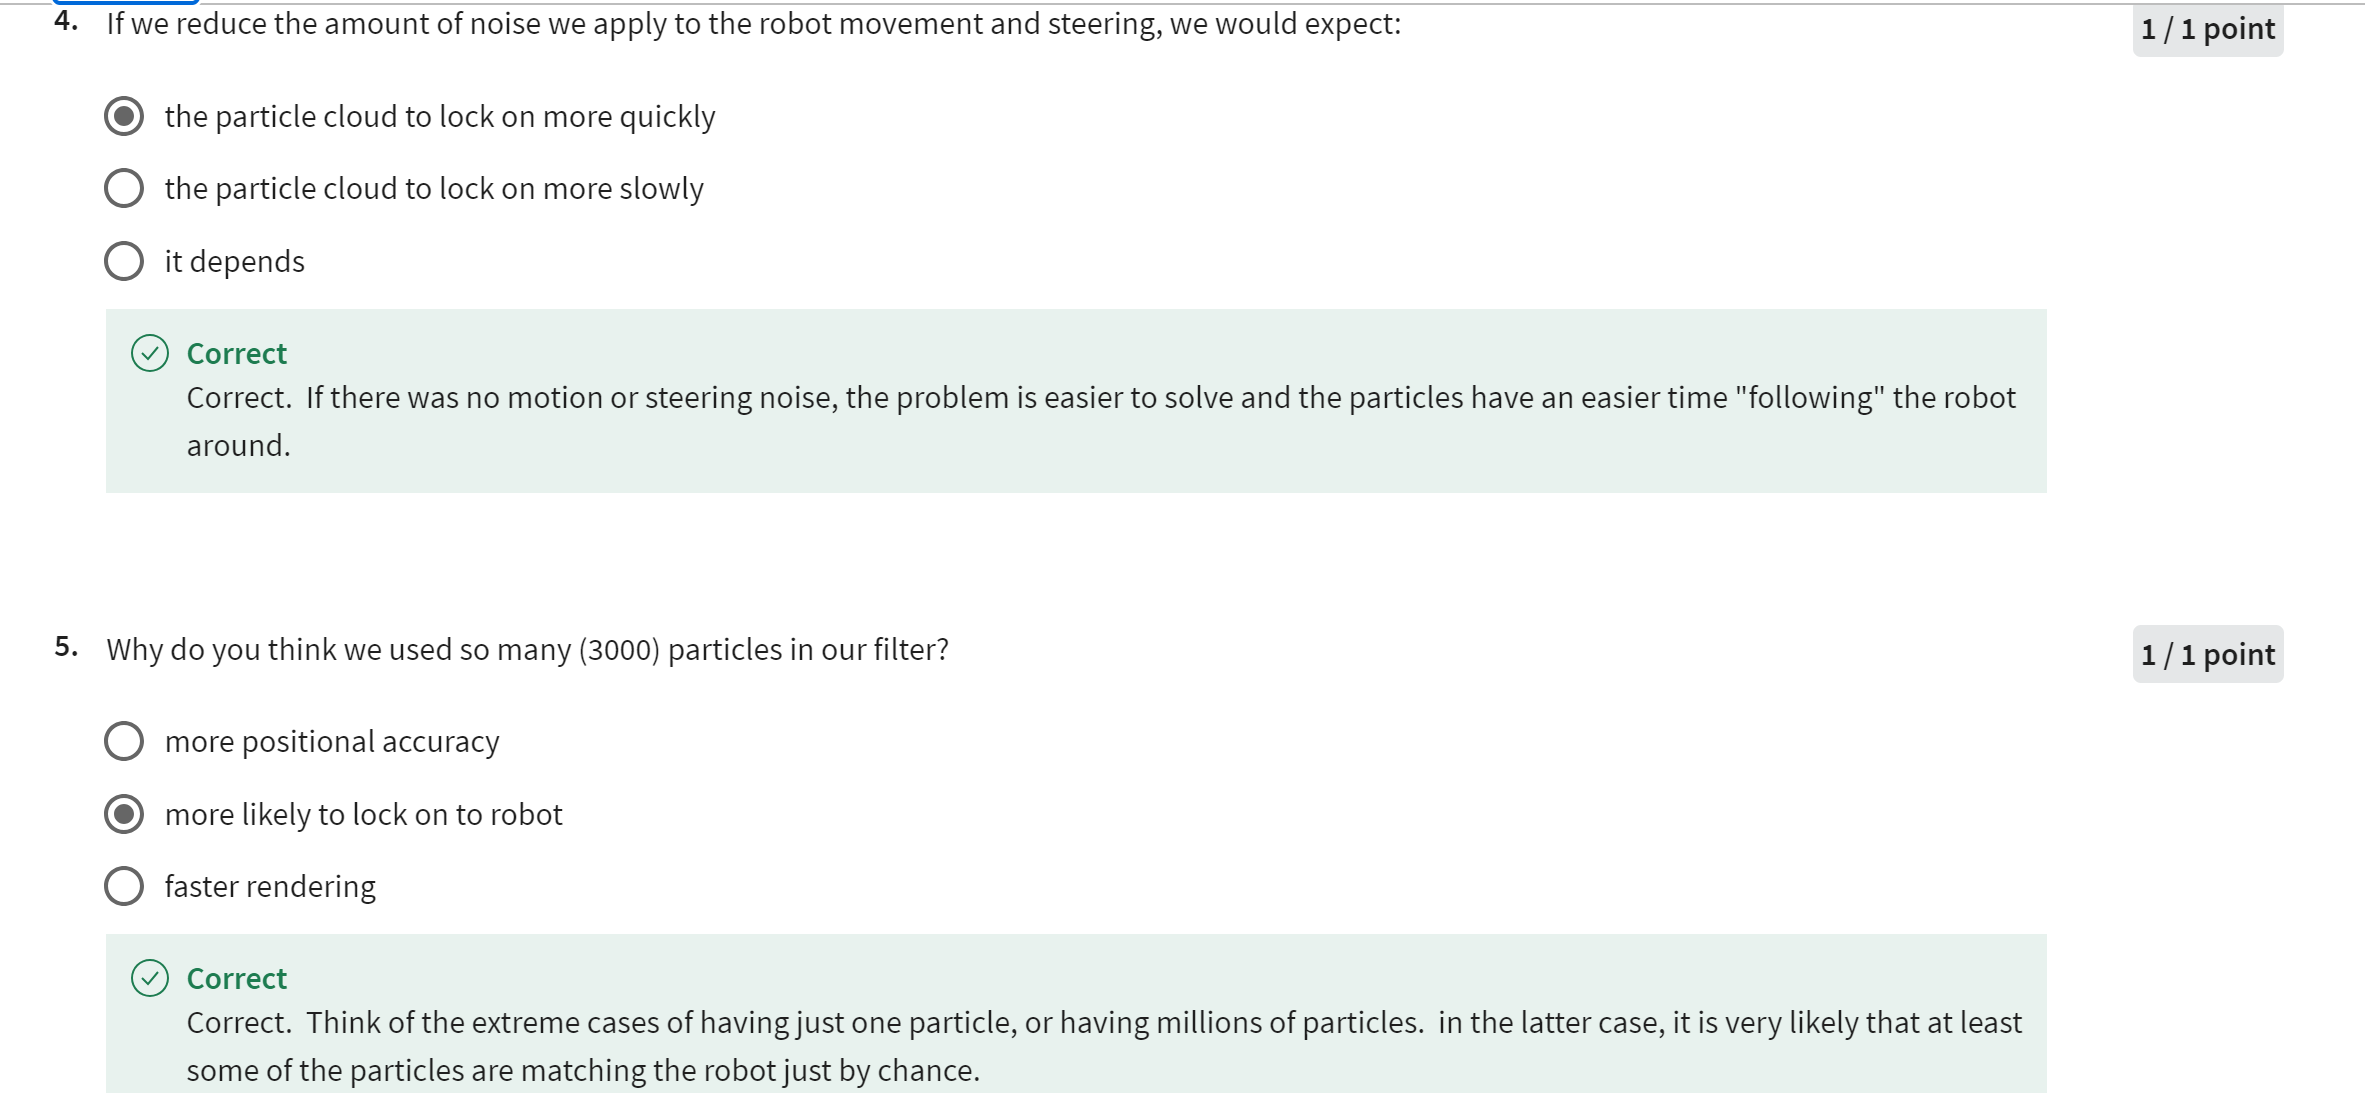 4. If we reduce the amount of noise we apply to the robot movement and steering, we would expect:
1 / 1 point
the particle cloud to lock on more quickly
the particle cloud to lock on more slowly
it depends
Correct
Correct.  If there was no motion or steering noise, the problem is easier to solve and the particles have an easier time "following" the robot
around.
5. Why do you think we used so many (3000) particles in our filter?
1 / 1 point
more positional accuracy
more likely to lock on to robot
faster rendering
Correct
Correct.  Think of the extreme cases of having just one particle, or having millions of particles.  in the latter case, it is very likely that at least
some of the particles are matching the robot just by chance.